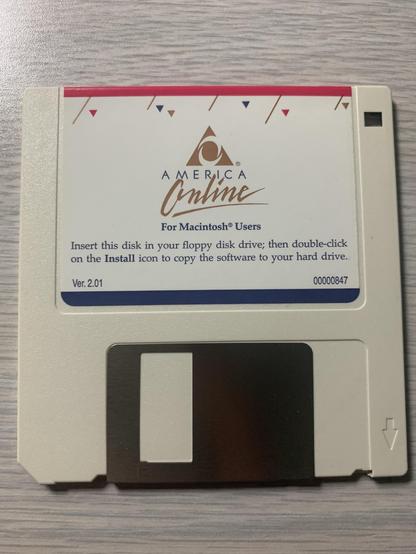 AMERICA
Online®
For Macintosh® Users
Insert this disk in your floppy disk drive; then double-click
on the Install icon to copy the software to your hard drive.
Ver. 2.01 00000847